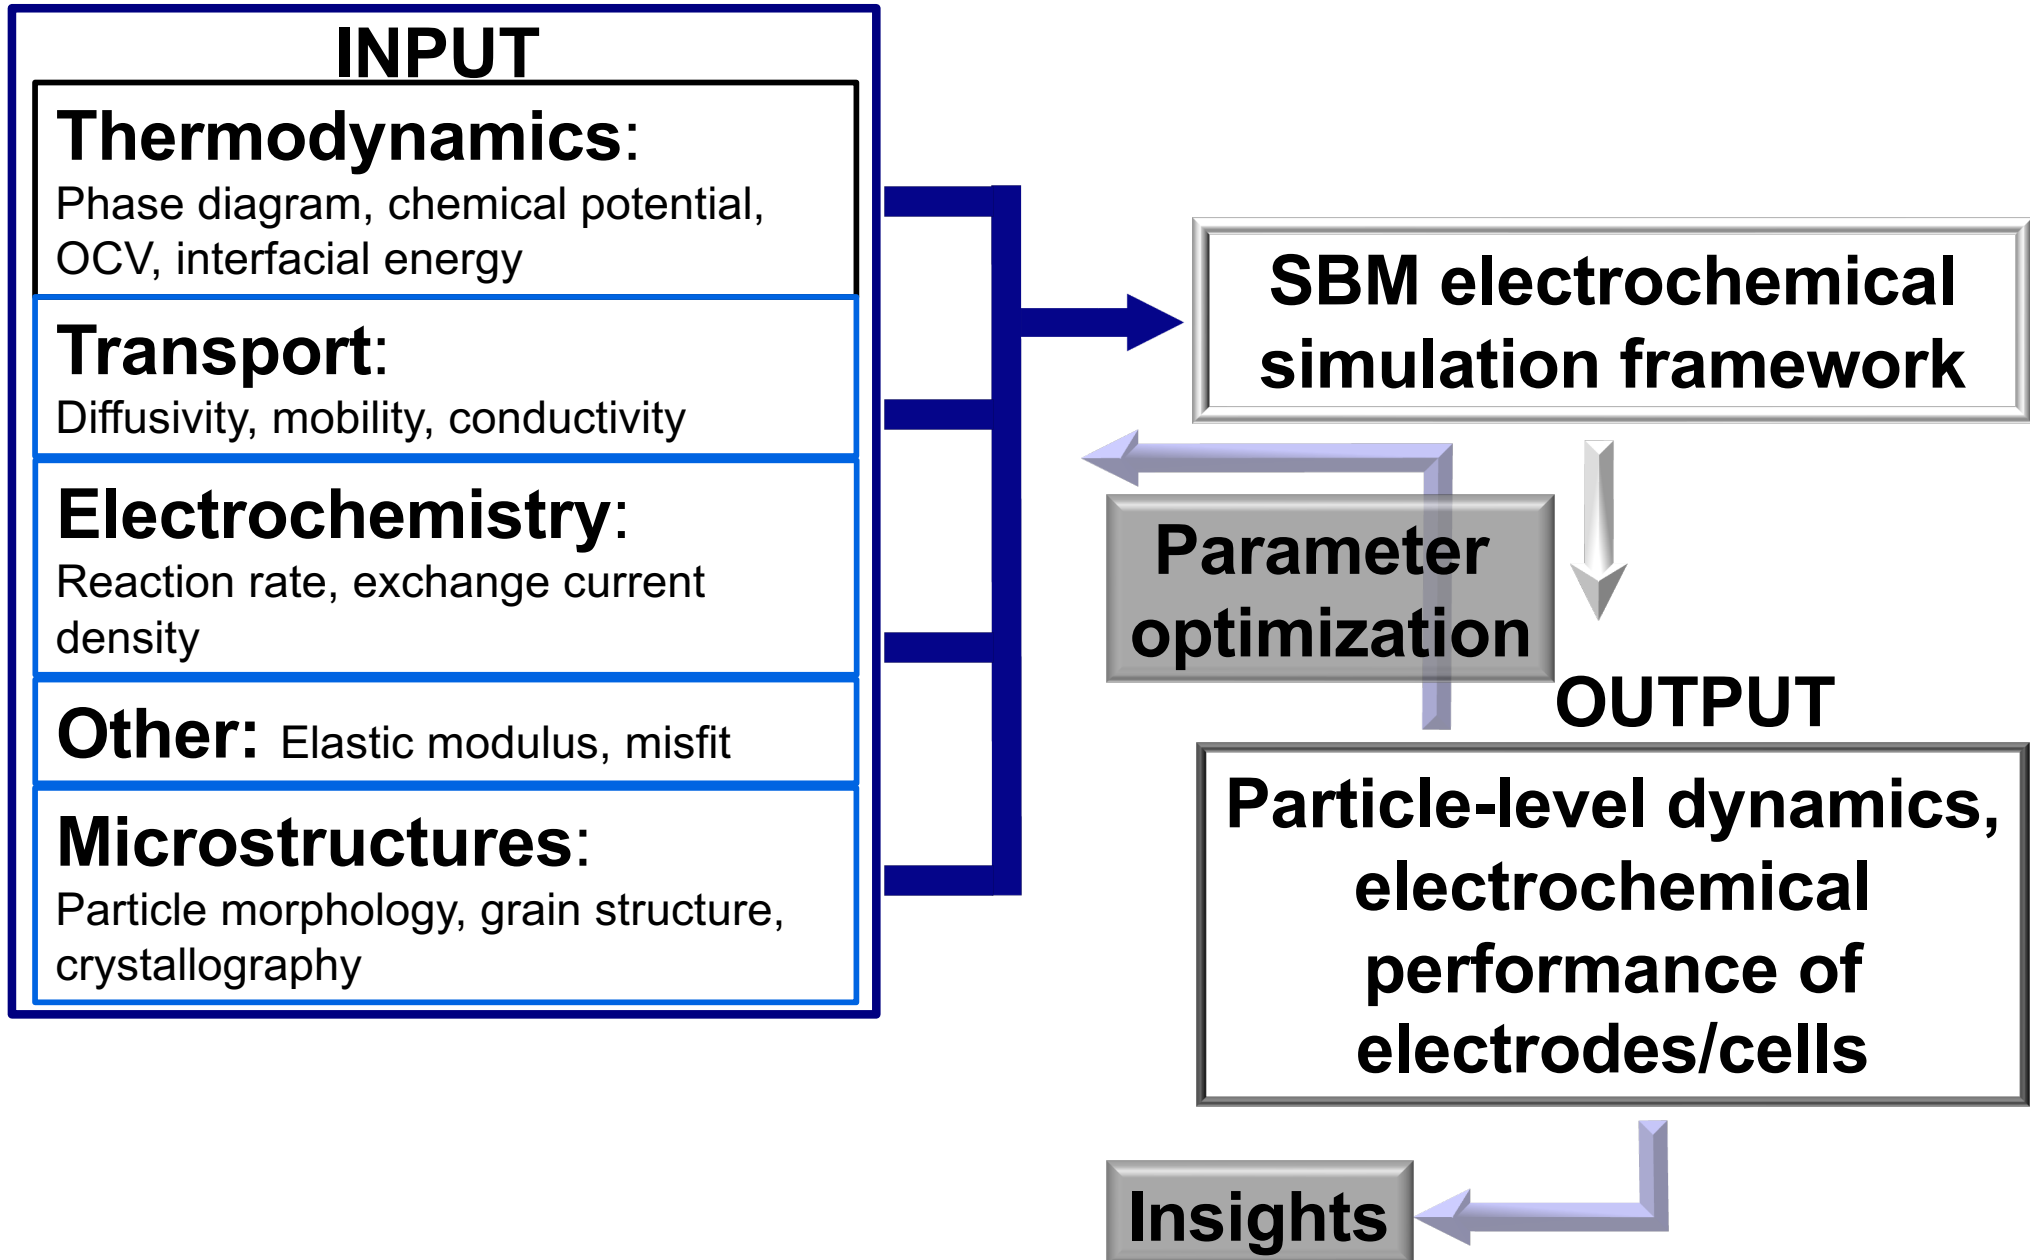 INPUT
Thermodynamics:
Phase diagram, chemical potential,
OCV, interfacial energy
Transport:
Diffusivity, mobility, conductivity
Electrochemistry:
Reaction rate, exchange current
density
Other: Elastic modulus, misfit
Microstructures:
Particle morphology, grain structure,
crystallography
SBM electrochemical
simulation framework
Parameter
optimization
OUTPUT
Particle-level dynamics,
electrochemical
performance of
electrodes/cells
Insights